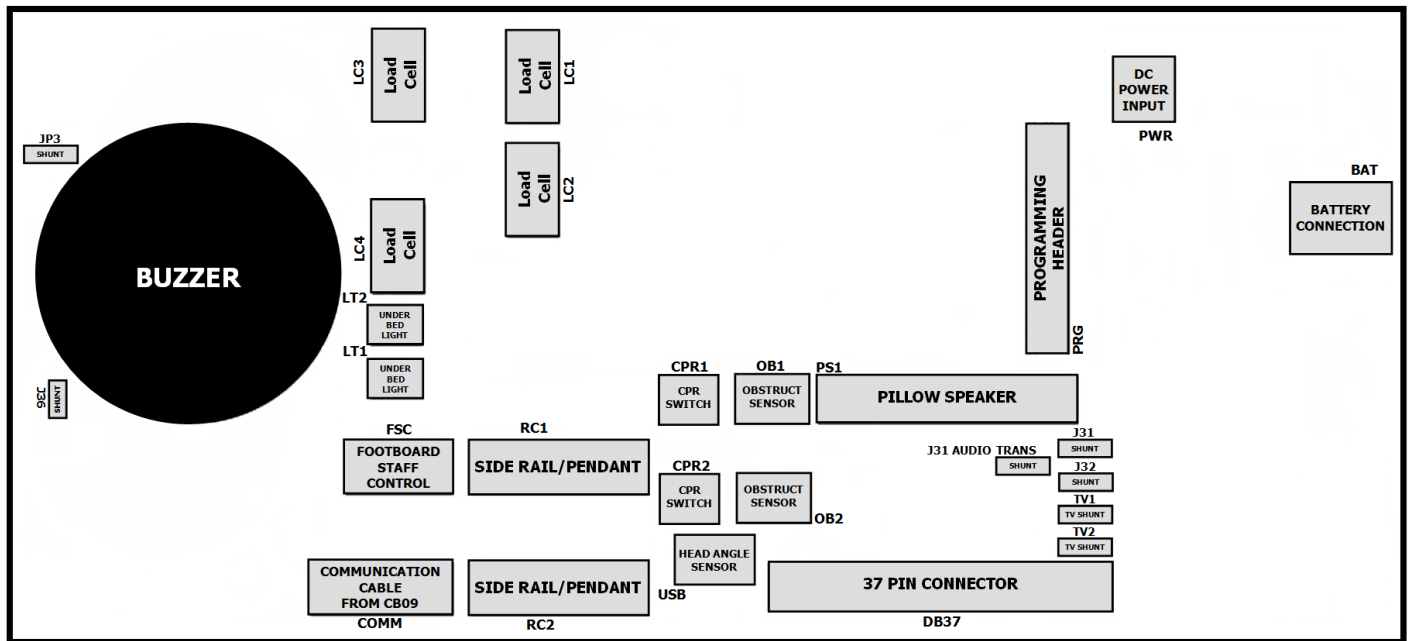 LC3
Load
Cell
Load
Cell
LC1
DC
POWER
INPUT
PWR
JP3
SHUNT
Load
Cell
LC2
BAT
BATTERY
CONNECTION
PROGRAMMING
HEADER
PRG
LC4
Load
Cell
BUZZER
LT2
UNDER
BED
LIGHT
LT1
UNDER
BED
LIGHT
J36
SHUNT
CPR1
CPR
SWITCH
OB1
OBSTRUCT
SENSOR
PS1
PILLOW SPEAKER
FSC
FOOTBOARD
STAFF
CONTROL
RC1
SIDE RAIL/PENDANT
J31 AUDIO TRANS
SHUNT
J31
SHUNT
J32
SHUNT
TV1
TV SHUNT
TV2
TV SHUNT
CPR2
CPR
SWITCH
OBSTRUCT
SENSOR
OB2
HEAD ANGLE
SENSOR
USB
COMMUNICATION
CABLE
FROM CB09
COMM
SIDE RAIL/PENDANT
RC2
37 PIN CONNECTOR
DB37